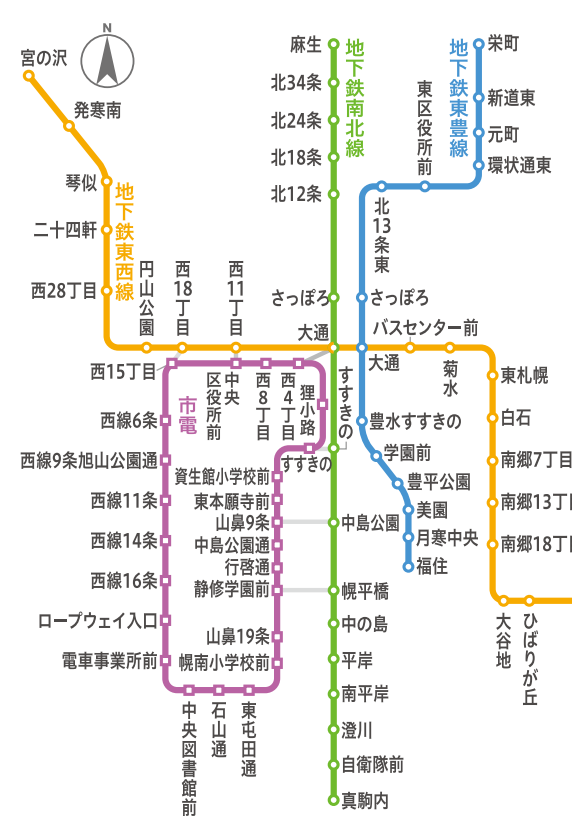 N
宮の沢
発寒南
琴似
二十四軒
西28丁目
地下鉄東西線
円山公園
西18丁目
西11丁目
大通
バスセンター前
菊水
東札幌
白石
南郷7丁目
南郷13丁
南郷18丁
大谷地
ひばりが丘
麻生
地下鉄南北線
北34条
北24条
北18条
北12条
さっぽろ
すすきの
中島公園
幌平橋
中の島
平岸
南平岸
澄川
自衛隊前
真駒内
栄町
地下鉄東豊線
新道東
元町
環状通東
東区役所前
北13条東
さっぽろ
大通
豊水すすきの
学園前
豊平公園
美園
月寒中央
福住
市電
西15丁目
中央
区役所前
西8丁目
西4丁目
狸小路
すすきの
資生館小学校前
東本願寺前
山鼻9条
中島公園通
行啓通
静修学園前
山鼻19条
幌南小学校前
東屯田通
石山通
中央図書館前
電車事業所前
ロープウェイ入口
西線16条
西線14条
西線11条
西線9条旭山公園通
西線6条